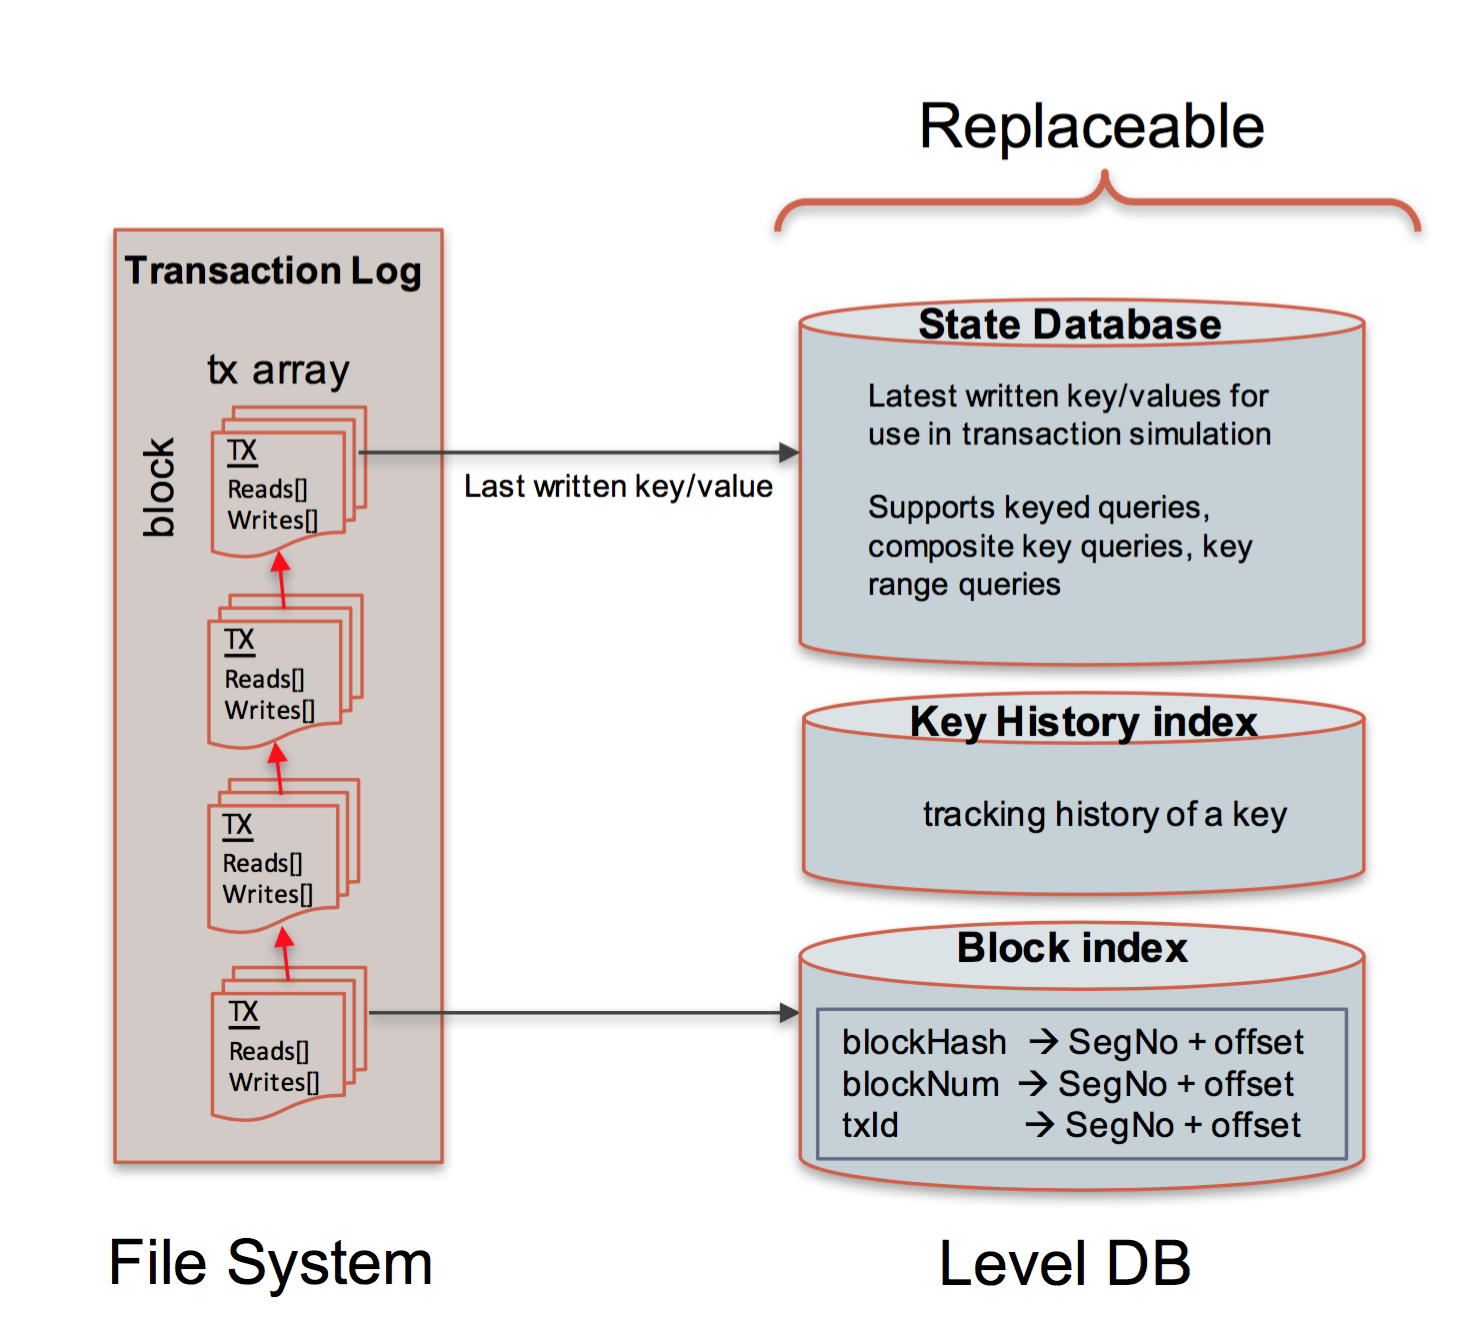 Replaceable
Transaction Log
tx array
block
TX
Reads[]
Writes[]
TX
Reads[]
Writes[]
TX
Reads[]
Writes[]
TX
Reads[]
Writes[]
Last written key/value
State Database
Latest written key/values for
use in transaction simulation
Supports keyed queries,
composite key queries, key
range queries
Key History index
tracking history of a key
Block index
blockHash → SegNo + offset
blockNum → SegNo + offset
txId → SegNo + offset
File System
Level DB